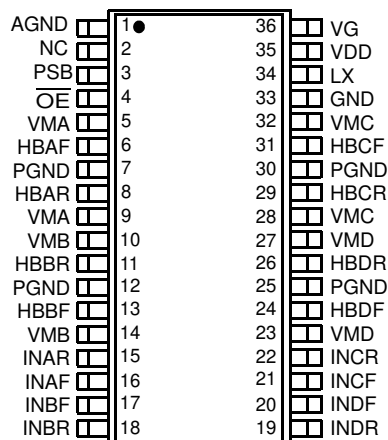 AGND 1 36 VG
NC 2 35 VDD
PSB 3 34 LX
OE 4 33 GND
VMA 5 32 VMC
HBAF 6 31 HBCF
PGND 7 30 PGND
HBAR 8 29 HBCR
VMA 9 28 VMC
VMB 10 27 VMD
HBBR 11 26 HBDR
PGND 12 25 PGND
HBBF 13 24 HBDF
VMB 14 23 VMD
INAR 15 22 INCR
INAF 16 21 INCF
INBF 17 20 INDF
INBR 18 19 INDR